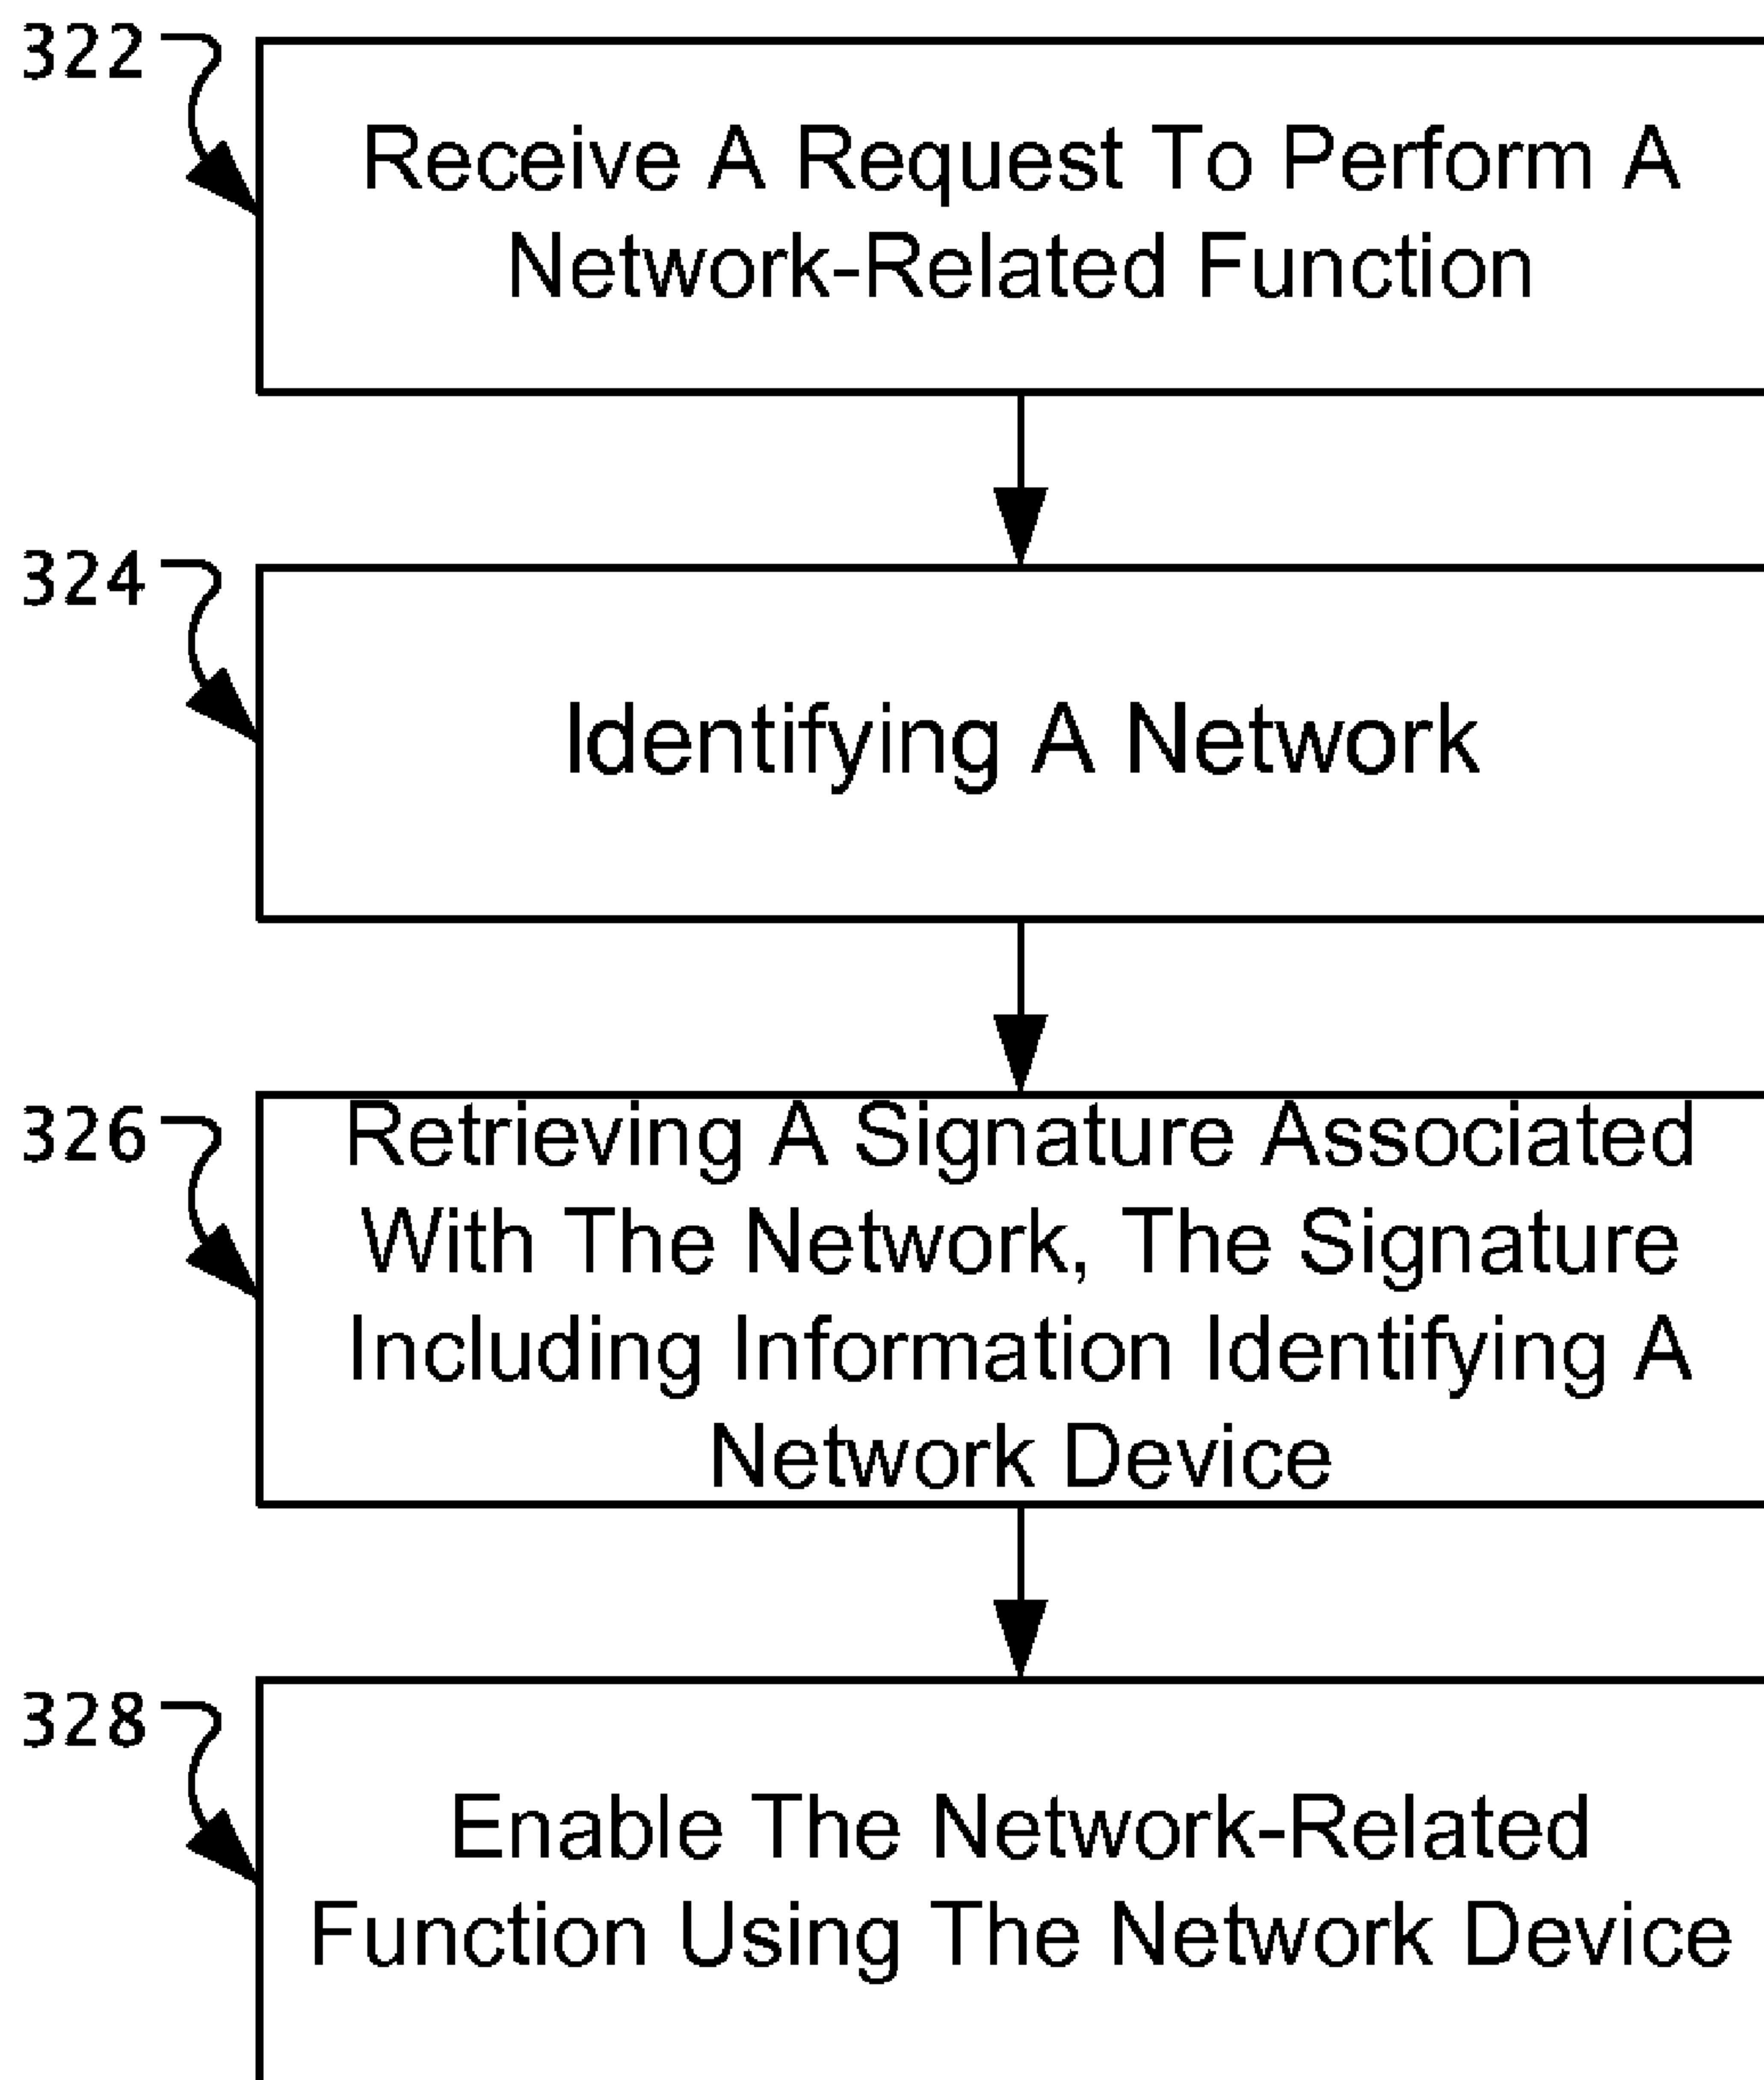 322
Receive A Request To Perform A
Network-Related Function
324
Identifying A Network
326
Retrieving A Signature Associated
With The Network, The Signature
Including Information Identifying A
Network Device
328
Enable The Network-Related
Function Using The Network Device